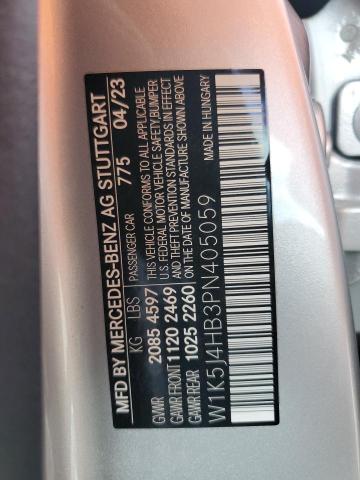 MFD BY MERCEDES-BENZ AG STUTTGART
PASSENGER CAR 775 04/23
KG LBS THIS VEHICLE CONFORMS TO ALL APPLICABLE
GVWR 2085 4597 U.S. FEDERAL MOTOR VEHICLE SAFETY BUMPER
GAWR FRONT 1120 2469 AND THEFT PREVENTION STANDARDS IN EFFECT
GAWR REAR 1025 2260 ON THE DATE OF MANUFACTURE SHOWN ABOVE
MADE IN HUNGARY
W1K5J4HB3PN405059